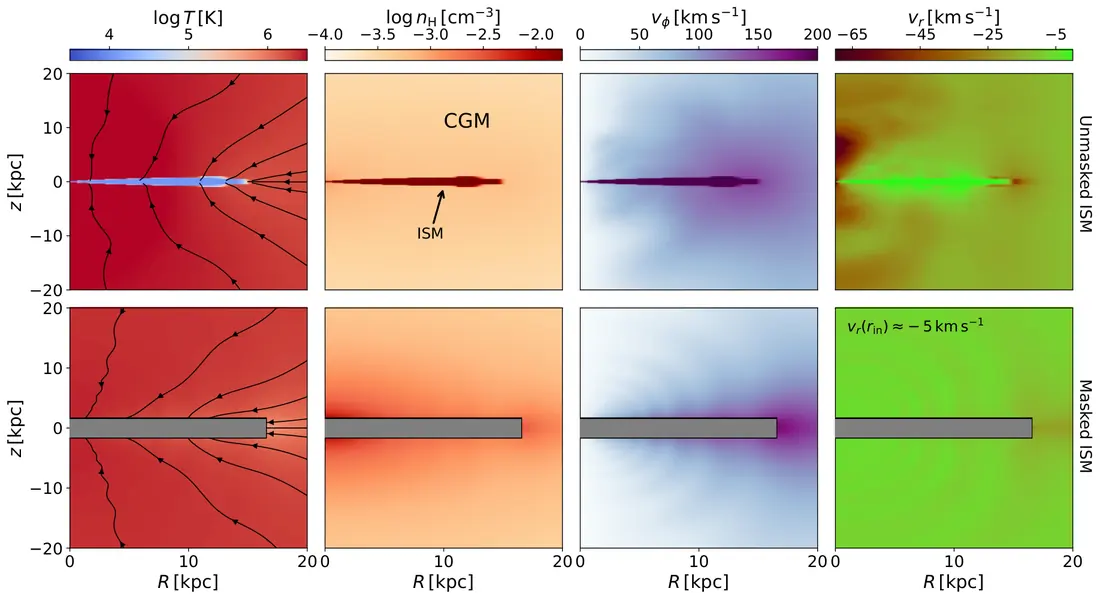 log T [K]
log n_H [cm⁻³]
v_ϕ [km s⁻¹]
v_r [km s⁻¹]
4 5 6
−4.0 −3.5 −3.0 −2.5 −2.0
0 50 100 150 200
−65 −45 −25 −5
20
10
0
−10
−20
z [kpc]
CGM
ISM
Unmasked ISM
20
10
0
−10
−20
z [kpc]
v_r(r_in) ≈ − 5 km s⁻¹
Masked ISM
0 10 20
0 10 20
0 10 20
0 10 20
R [kpc]
R [kpc]
R [kpc]
R [kpc]